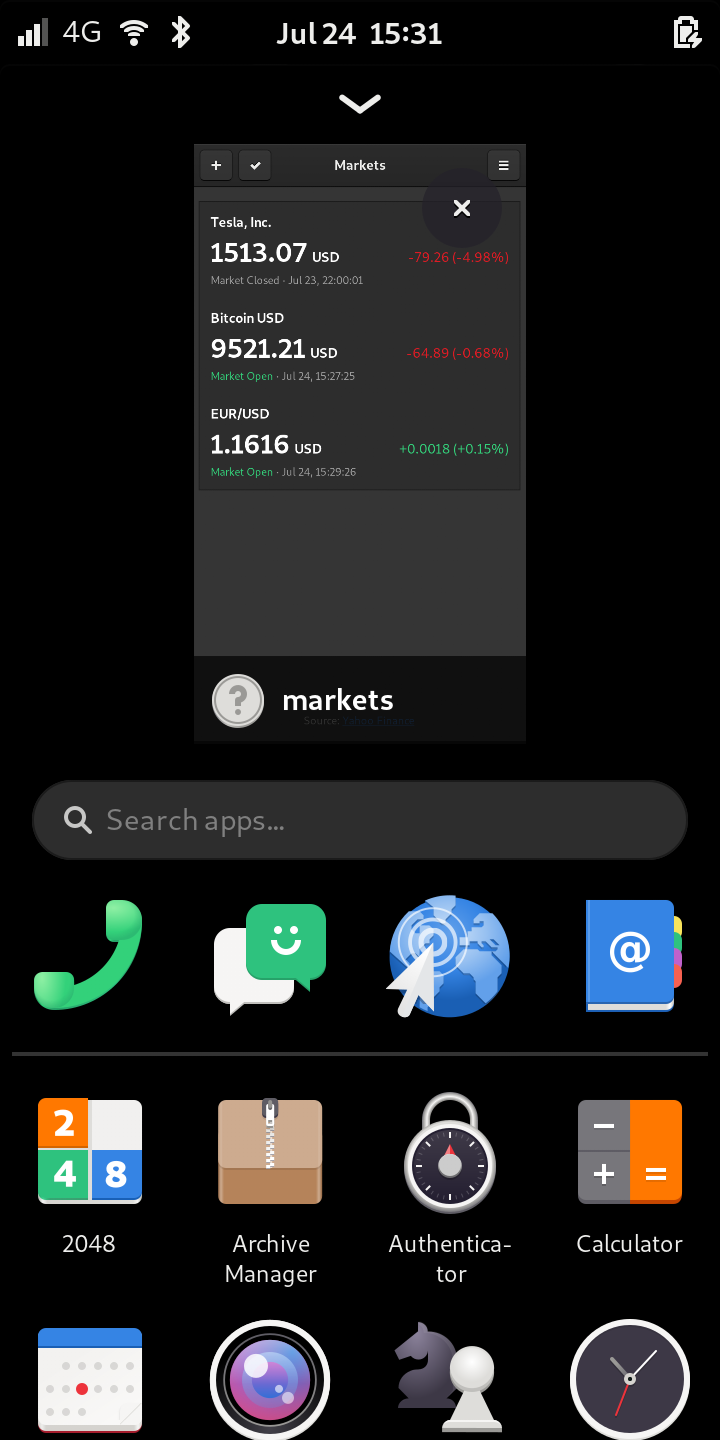 4G Jul 24 15:31
Markets
Tesla, Inc.
1513.07 USD -79.26 (-4.98%)
Market Closed · Jul 23, 22:00:01
Bitcoin USD
9521.21 USD -64.89 (-0.68%)
Market Open · Jul 24, 15:27:25
EUR/USD
1.1616 USD +0.0018 (+0.15%)
Market Open · Jul 24, 15:29:26
markets
Source: Yahoo Finance
Search apps...
@
2
4 8
− + =
2048
Archive
Manager
Authentica-
tor
Calculator